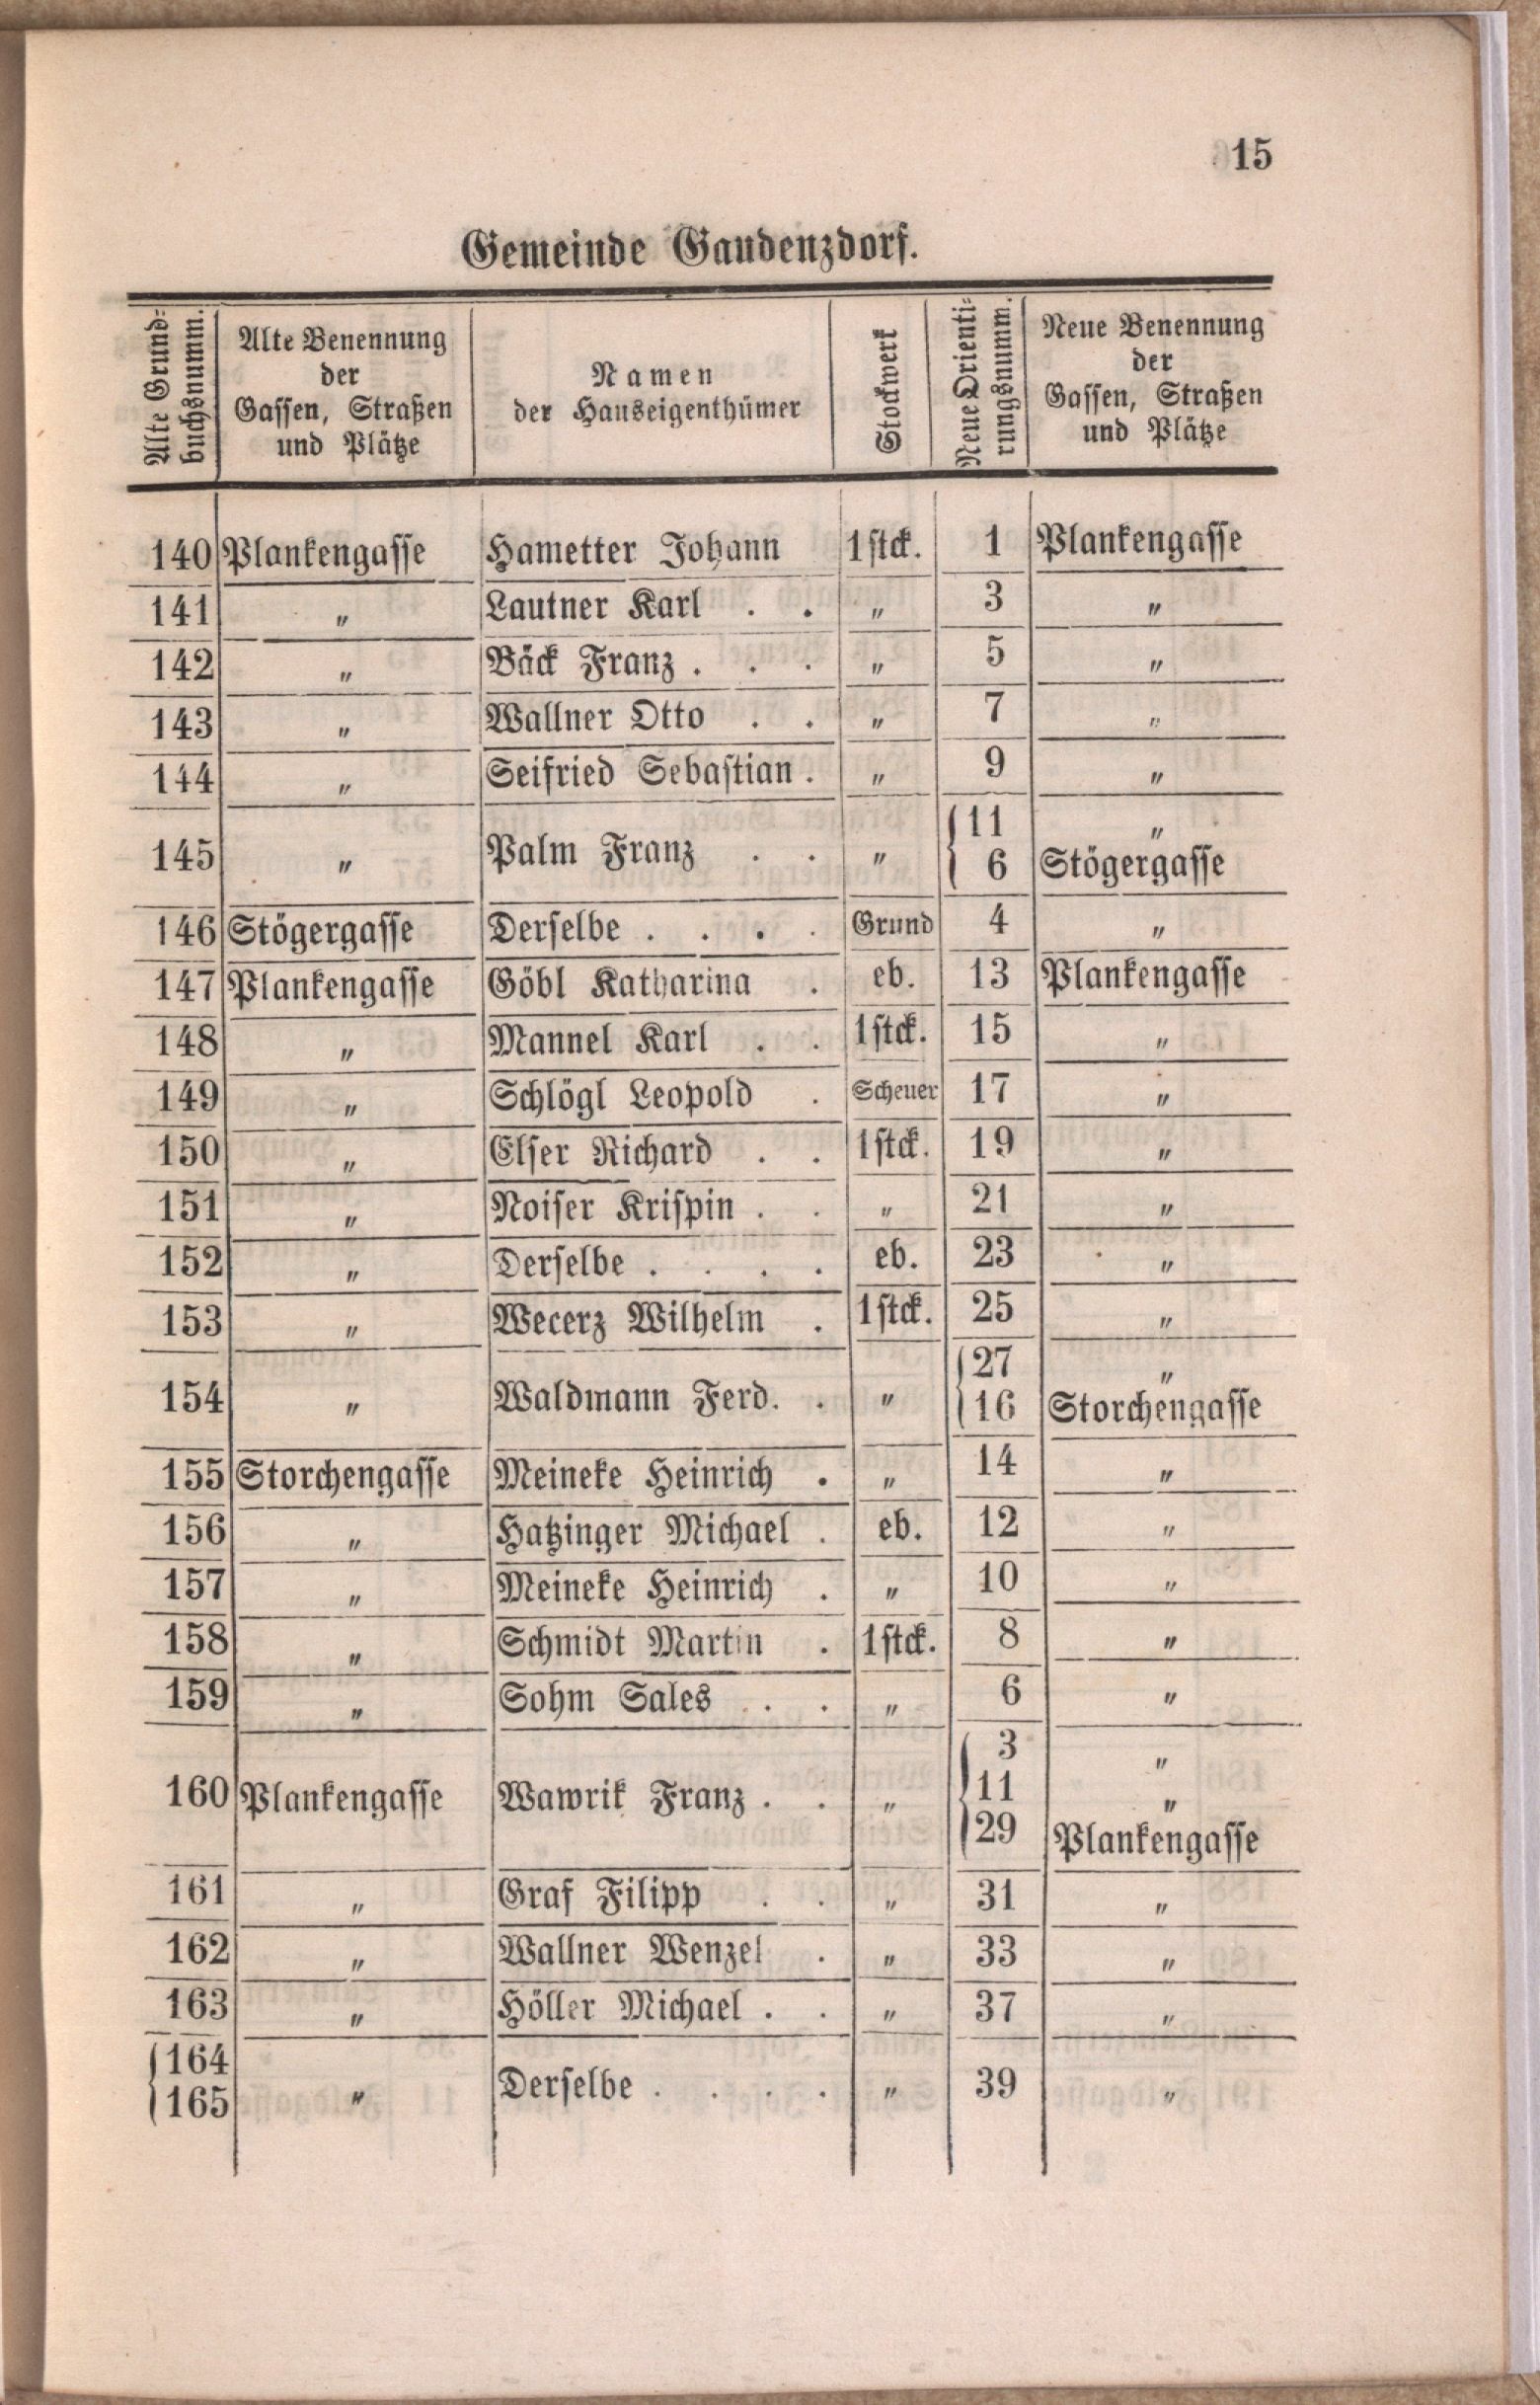 15
Gemeinde Gaudenzdorf.
Alte Grund-
buchsnumm.
Alte Benennung
der
Gassen, Straßen
und Plätze
Namen
der Hauseigenthümer
Stockwerk
Neue Orienti-
rungsnumm.
Neue Benennung
der
Gassen, Straßen
und Plätze
140 Plankengasse Hametter Johann 1stck. 1 Plankengasse
141 " Lautner Karl . . " 3 "
142 " Bäck Franz . . . " 5 "
143 " Wallner Otto . . " 7 "
144 " Seifried Sebastian . " 9 "
145 " Palm Franz . . " { 11 "
{ 6 Stögergasse
146 Stögergasse Derselbe . . . . Grund 4 "
147 Plankengasse Göbl Katharina . eb. 13 Plankengasse
148 " Mannel Karl . . 1stck. 15 "
149 " Schlögl Leopold . Scheuer 17 "
150 " Elser Richard . . 1stck. 19 "
151 " Noiser Krispin . . " 21 "
152 " Derselbe . . . . eb. 23 "
153 " Wecerz Wilhelm . 1stck. 25 "
154 " Waldmann Ferd. . " { 27 "
{ 16 Storchengasse
155 Storchengasse Meineke Heinrich . " 14 "
156 " Hatzinger Michael . eb. 12 "
157 " Meineke Heinrich . " 10 "
158 " Schmidt Martin . 1stck. 8 "
159 " Sohm Sales . . " 6 "
160 Plankengasse Wawrik Franz . . " { 3 "
{ 11 "
{ 29 Plankengasse
161 " Graf Filipp . . " 31 "
162 " Wallner Wenzel . " 33 "
163 " Höller Michael . . " 37 "
{ 164
{ 165 " Derselbe . . . . " 39 "